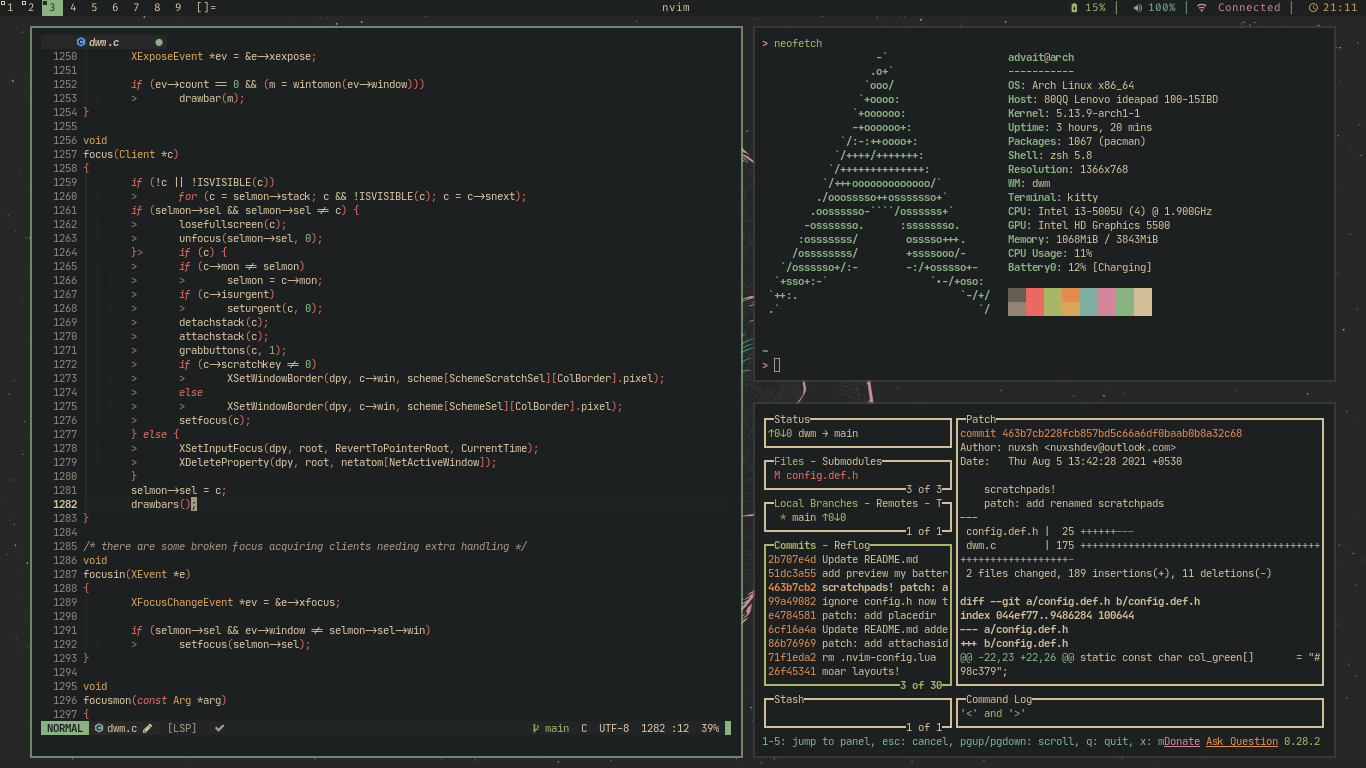 1 2 3 4 5 6 7 8 9 []=
nvim
15% | 100% | Connected | 21:11
dwm.c
1250 XExposeEvent *ev = &e->xexpose;
1251
1252 if (ev->count == 0 && (m = wintomon(ev->window)))
1253 > drawbar(m);
1254 }
1255
1256 void
1257 focus(Client *c)
1258 {
1259 if (!c || !ISVISIBLE(c))
1260 > for (c = selmon->stack; c && !ISVISIBLE(c); c = c->snext);
1261 if (selmon->sel && selmon->sel != c) {
1262 > losefullscreen(c);
1263 > unfocus(selmon->sel, 0);
1264 }> if (c) {
1265 > if (c->mon != selmon)
1266 > > selmon = c->mon;
1267 > if (c->isurgent)
1268 > > seturgent(c, 0);
1269 > detachstack(c);
1270 > attachstack(c);
1271 > grabbuttons(c, 1);
1272 > if (c->scratchkey != 0)
1273 > > XSetWindowBorder(dpy, c->win, scheme[SchemeScratchSel][ColBorder].pixel);
1274 > else
1275 > > XSetWindowBorder(dpy, c->win, scheme[SchemeSel][ColBorder].pixel);
1276 > setfocus(c);
1277 } else {
1278 > XSetInputFocus(dpy, root, RevertToPointerRoot, CurrentTime);
1279 > XDeleteProperty(dpy, root, netatom[NetActiveWindow]);
1280 }
1281 selmon->sel = c;
1282 drawbars();
1283 }
1284
1285 /* there are some broken focus acquiring clients needing extra handling */
1286 void
1287 focusin(XEvent *e)
1288 {
1289 XFocusChangeEvent *ev = &e->xfocus;
1290
1291 if (selmon->sel && ev->window != selmon->sel->win)
1292 > setfocus(selmon->sel);
1293 }
1294
1295 void
1296 focusmon(const Arg *arg)
1297 {
NORMAL dwm.c [LSP] main C UTF-8 1282 :12 39%
> neofetch
advait@arch
-----------
OS: Arch Linux x86_64
Host: 80QQ Lenovo ideapad 100-15IBD
Kernel: 5.13.9-arch1-1
Uptime: 3 hours, 20 mins
Packages: 1067 (pacman)
Shell: zsh 5.8
Resolution: 1366x768
WM: dwm
Terminal: kitty
CPU: Intel i3-5005U (4) @ 1.900GHz
GPU: Intel HD Graphics 5500
Memory: 1068MiB / 3843MiB
CPU Usage: 11%
Battery0: 12% [Charging]
~
>
Status
↑0↓0 dwm → main
Files - Submodules
M config.def.h
3 of 3
Local Branches - Remotes - T
* main ↑0↓0
1 of 1
Commits - Reflog
2b707e4d Update README.md
51dc3a55 add preview my batter
463b7cb2 scratchpads! patch: a
99a49082 ignore config.h now t
e4784581 patch: add placedir
6cf16a4a Update README.md adde
86b76969 patch: add attachasid
71f1eda2 rm .nvim-config.lua
26f45341 moar layouts!
3 of 30
Stash
1 of 1
Patch
commit 463b7cb228fcb857bd5c66a6df0baab0b8a32c68
Author: nuxsh <nuxshdev@outlook.com>
Date: Thu Aug 5 13:42:28 2021 +0530
scratchpads!
patch: add renamed scratchpads
---
config.def.h | 25 ++++++---
dwm.c | 175 ++++++++++++++++++++++++++++++++++++++++
+++++++++++++++++++-
2 files changed, 189 insertions(+), 11 deletions(-)
diff --git a/config.def.h b/config.def.h
index 044ef77..9486284 100644
--- a/config.def.h
+++ b/config.def.h
@@ -22,23 +22,26 @@ static const char col_green[] = "#
98c379";
Command Log
'<' and '>'
1-5: jump to panel, esc: cancel, pgup/pgdown: scroll, q: quit, x: mDonate Ask Question 0.28.2